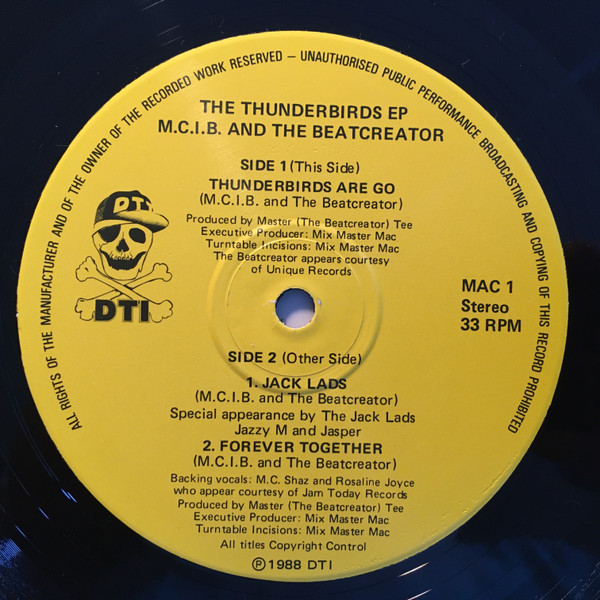 ALL RIGHTS OF THE MANUFACTURER AND OF THE OWNER OF THE RECORDED WORK RESERVED – UNAUTHORISED PUBLIC PERFORMANCE BROADCASTING AND COPYING OF THIS RECORD PROHIBITED
THE THUNDERBIRDS EP
M.C.I.B. AND THE BEATCREATOR
SIDE 1 (This Side)
THUNDERBIRDS ARE GO
(M.C.I.B. and The Beatcreator)
Produced by Master (The Beatcreator) Tee
Executive Producer: Mix Master Mac
Turntable Incisions: Mix Master Mac
The Beatcreator appears courtesy
of Unique Records
DTI
DTI
MAC 1
Stereo
33 RPM
SIDE 2 (Other Side)
1. JACK LADS
(M.C.I.B. and The Beatcreator)
Special appearance by The Jack Lads
Jazzy M and Jasper
2. FOREVER TOGETHER
(M.C.I.B. and The Beatcreator)
Backing vocals: M.C. Shaz and Rosaline Joyce
who appear courtesy of Jam Today Records
Produced by Master (The Beatcreator) Tee
Executive Producer: Mix Master Mac
Turntable Incisions: Mix Master Mac
All titles Copyright Control
Ⓟ1988 DTI